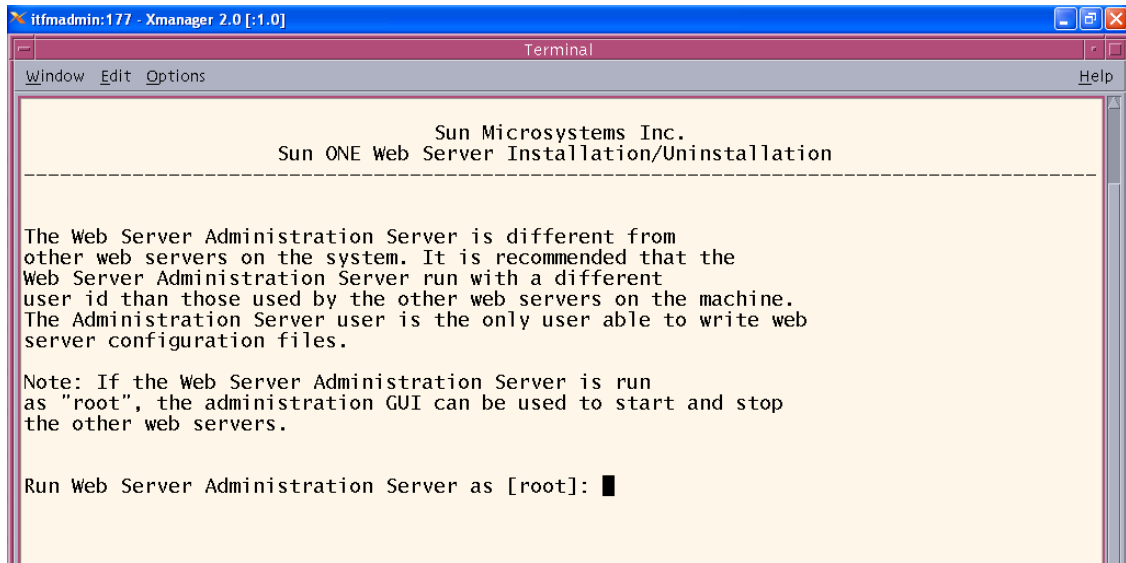 itfmadmin:177 - Xmanager 2.0 [:1.0]
Terminal
Window Edit Options Help
Sun Microsystems Inc.
Sun ONE Web Server Installation/Uninstallation
--------------------------------------------------------------------------------
The Web Server Administration Server is different from
other web servers on the system. It is recommended that the
Web Server Administration Server run with a different
user id than those used by the other web servers on the machine.
The Administration Server user is the only user able to write web
server configuration files.
Note: If the Web Server Administration Server is run
as "root", the administration GUI can be used to start and stop
the other web servers.
Run Web Server Administration Server as [root]: